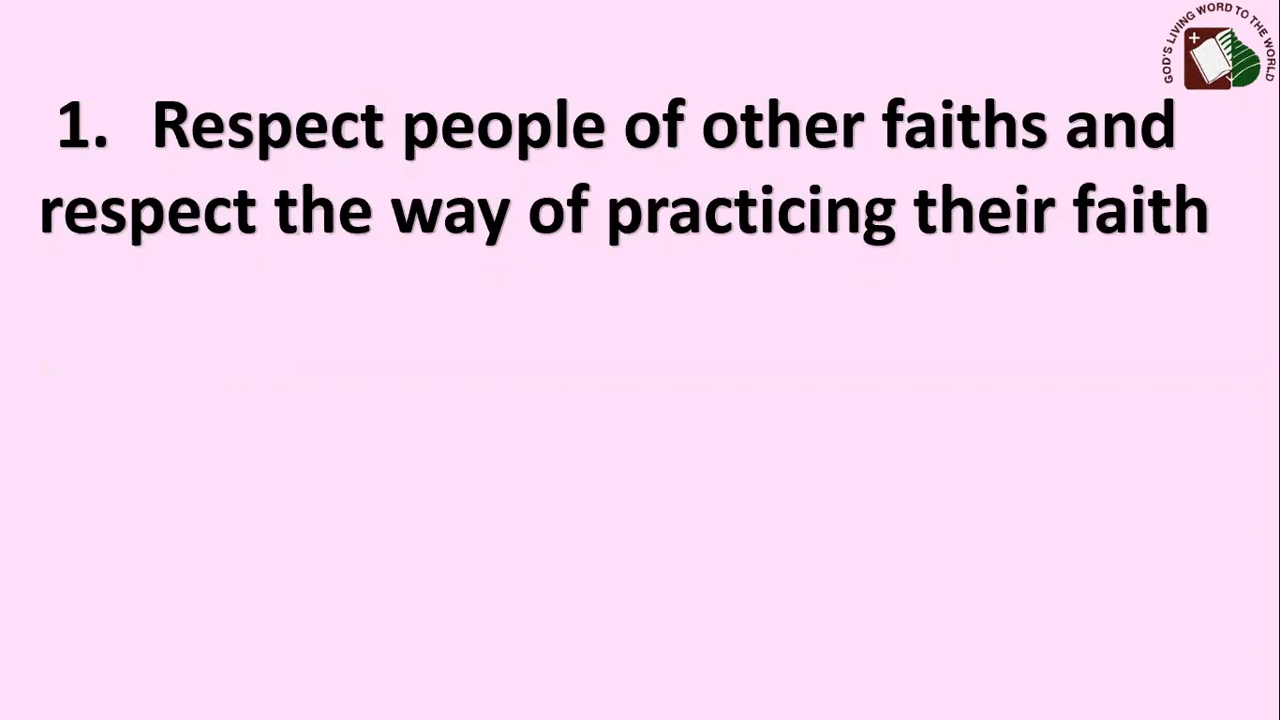 GOD'S LIVING WORD TO THE WORLD
1. Respect people of other faiths and
respect the way of practicing their faith